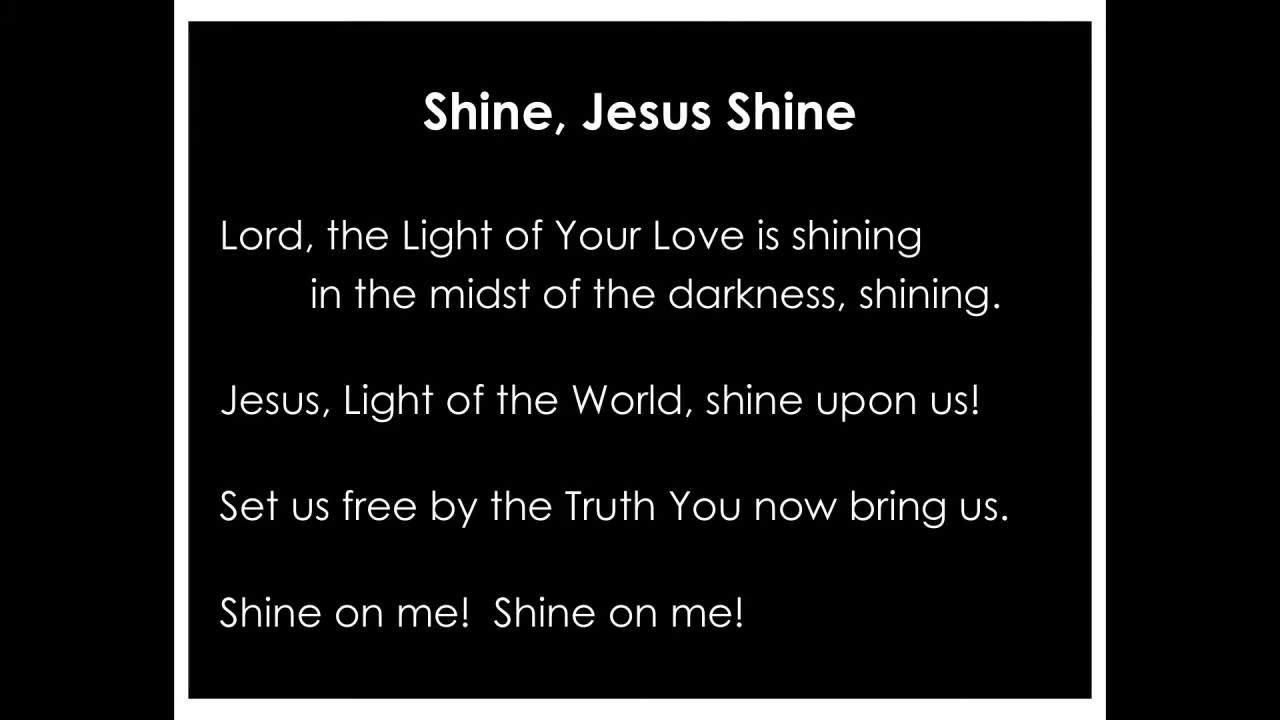 Shine, Jesus Shine
Lord, the Light of Your Love is shining
in the midst of the darkness, shining.
Jesus, Light of the World, shine upon us!
Set us free by the Truth You now bring us.
Shine on me!  Shine on me!